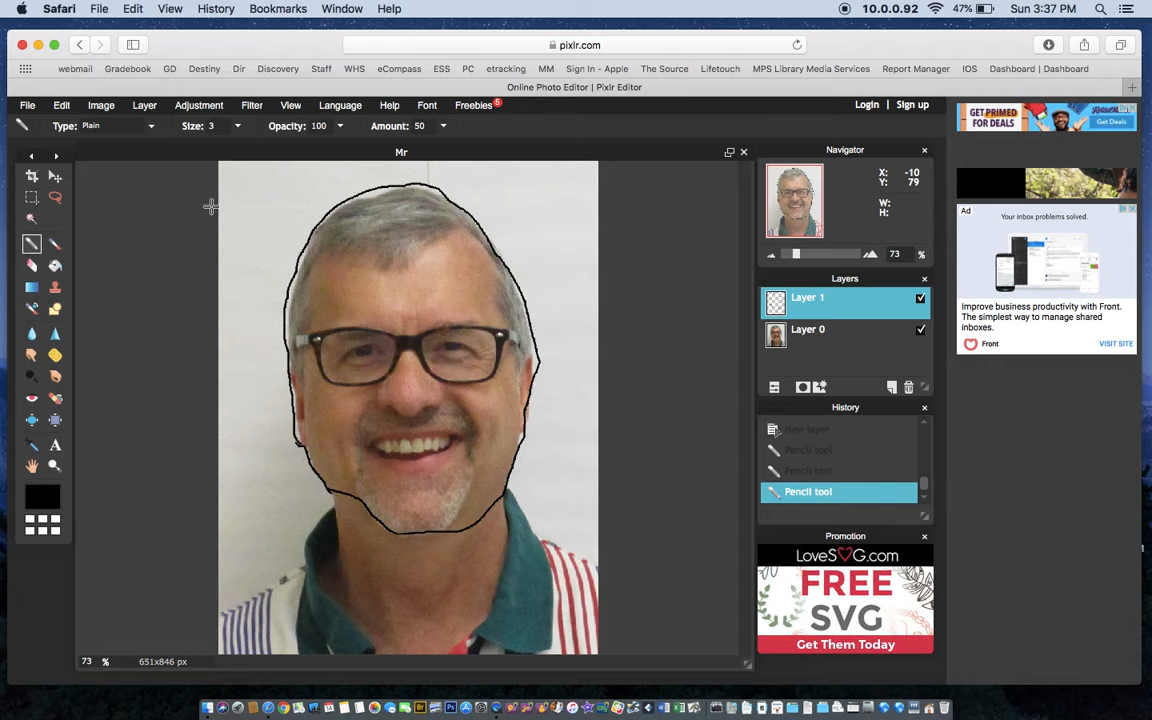 Safari File Edit View History Bookmarks Window Help 10.0.0.92 47% Sun 3:37 PM
pixlr.com
webmail Gradebook GD Destiny Dir Discovery Staff WHS eCompass ESS PC etracking MM Sign In - Apple The Source Lifetouch MPS Library Media Services Report Manager IOS Dashboard | Dashboard
Online Photo Editor | Pixlr Editor
File Edit Image Layer Adjustment Filter View Language Help Font Freebies Login Sign up
Type: Plain Size: 3 Opacity: 100 Amount: 50
GET PRIMED FOR DEALS
Get Deals
Mr
Navigator
X: -10
Y: 79
W:
H:
73 %
Layers
Layer 1
Layer 0
History
New layer
Pencil tool
Pencil tool
Pencil tool
Promotion
LoveSVG.com
FREE
SVG
Get Them Today
Ad
Your inbox problems solved.
Improve business productivity with Front.
The simplest way to manage shared
inboxes.
Front VISIT SITE
A
73 % 651x846 px